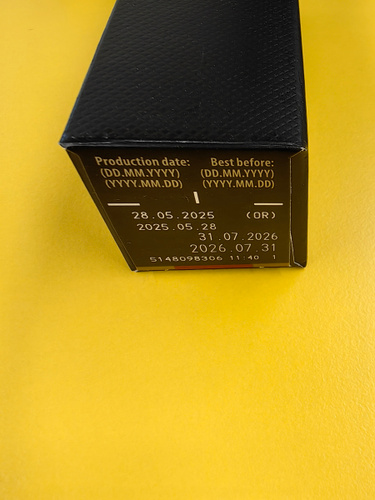 Production date: Best before:
(DD.MM.YYYY) (DD.MM.YYYY)
(YYYY.MM.DD) (YYYY.MM.DD)
28.05.2025 (OR)
2025.05.28
31.07.2026
2026.07.31
5148098306 11:40 1